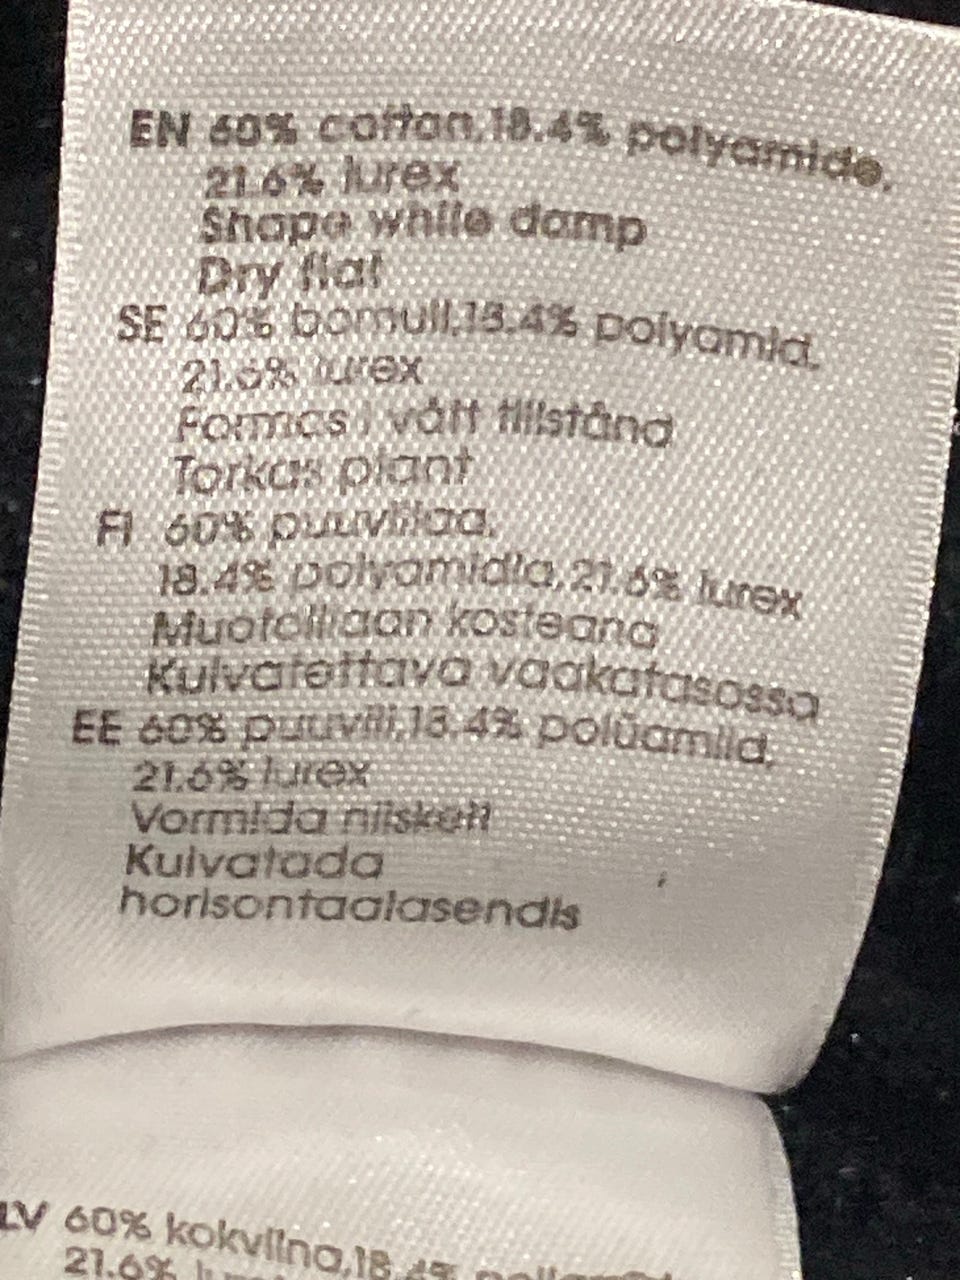 EN 60% cotton,18.4% polyamide,
21.6% lurex
Shape while damp
Dry flat
SE 60% bomull,18.4% polyamid,
21.6% lurex
Formas i vått tillstånd
Torkas plant
FI 60% puuvillaa,
18.4% polyamidia,21.6% lurex
Muotoillaan kosteana
Kuivatettava vaakatasossa
EE 60% puuvill,18.4% polüamiid,
21.6% lurex
Vormida niiskelt
Kuivatada
horisontaalasendis
LV 60% kokvilna,18.4%
21.6%